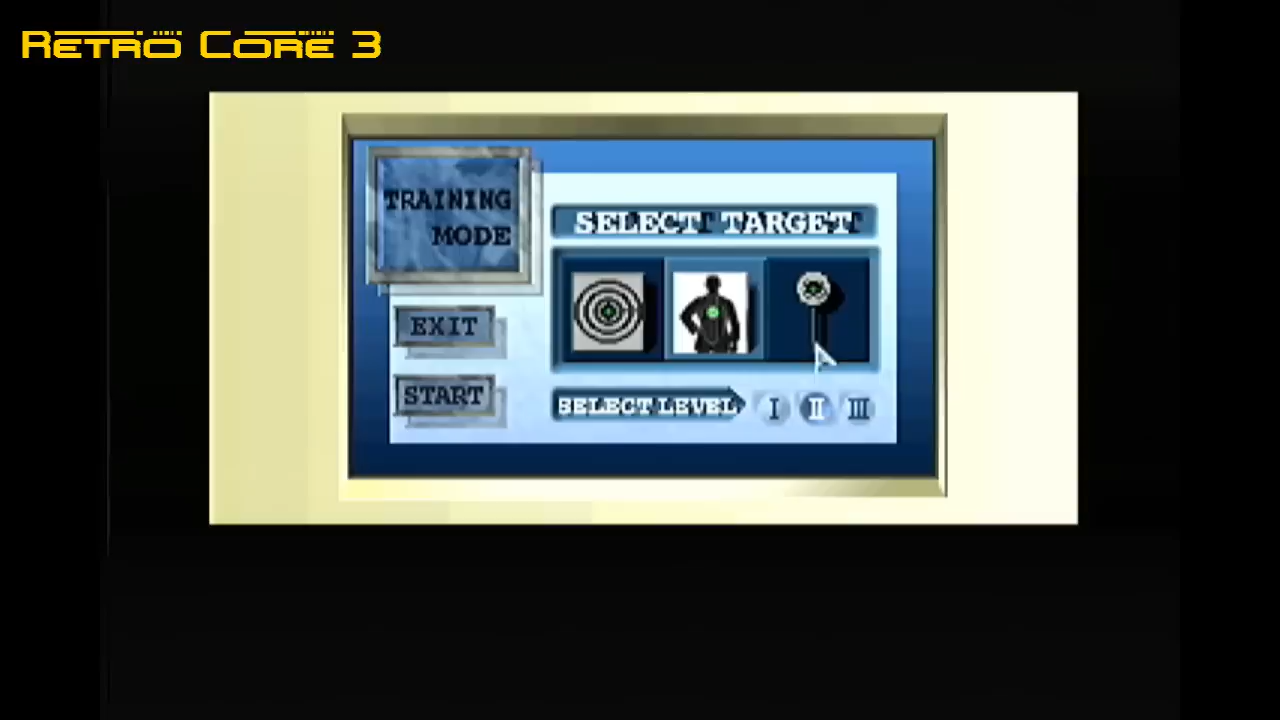 RETRO CORE 3
TRAINING
MODE
SELECT TARGET
EXIT
START
SELECT LEVEL I II III